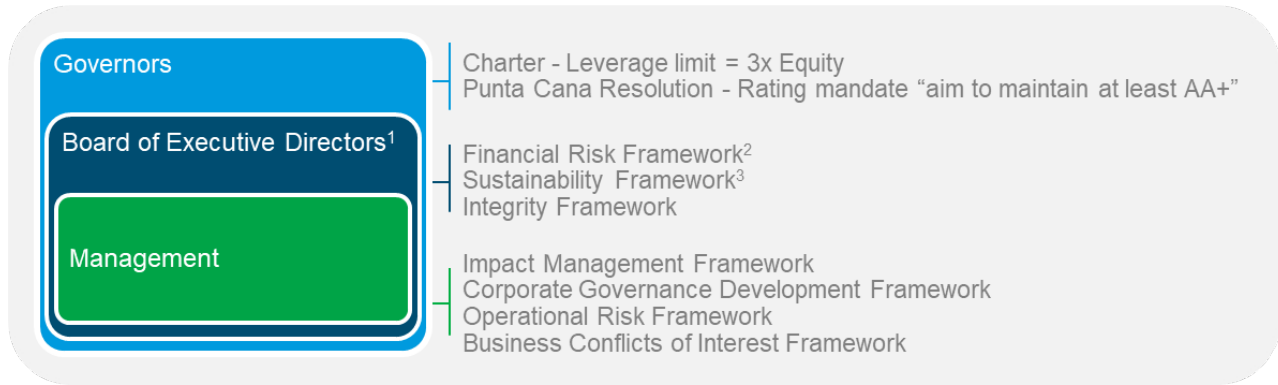 Governors
Charter - Leverage limit = 3x Equity
Punta Cana Resolution - Rating mandate “aim to maintain at least AA+”
Board of Executive Directors¹
Financial Risk Framework²
Sustainability Framework³
Integrity Framework
Management
Impact Management Framework
Corporate Governance Development Framework
Operational Risk Framework
Business Conflicts of Interest Framework